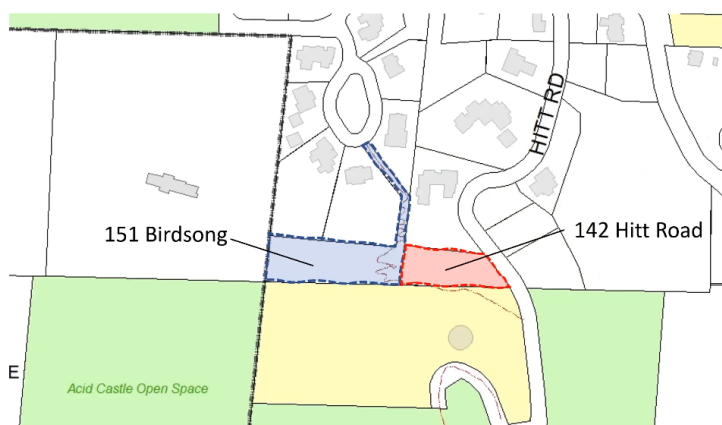 HITT RD
151 Birdsong
142 Hitt Road
E
Acid Castle Open Space